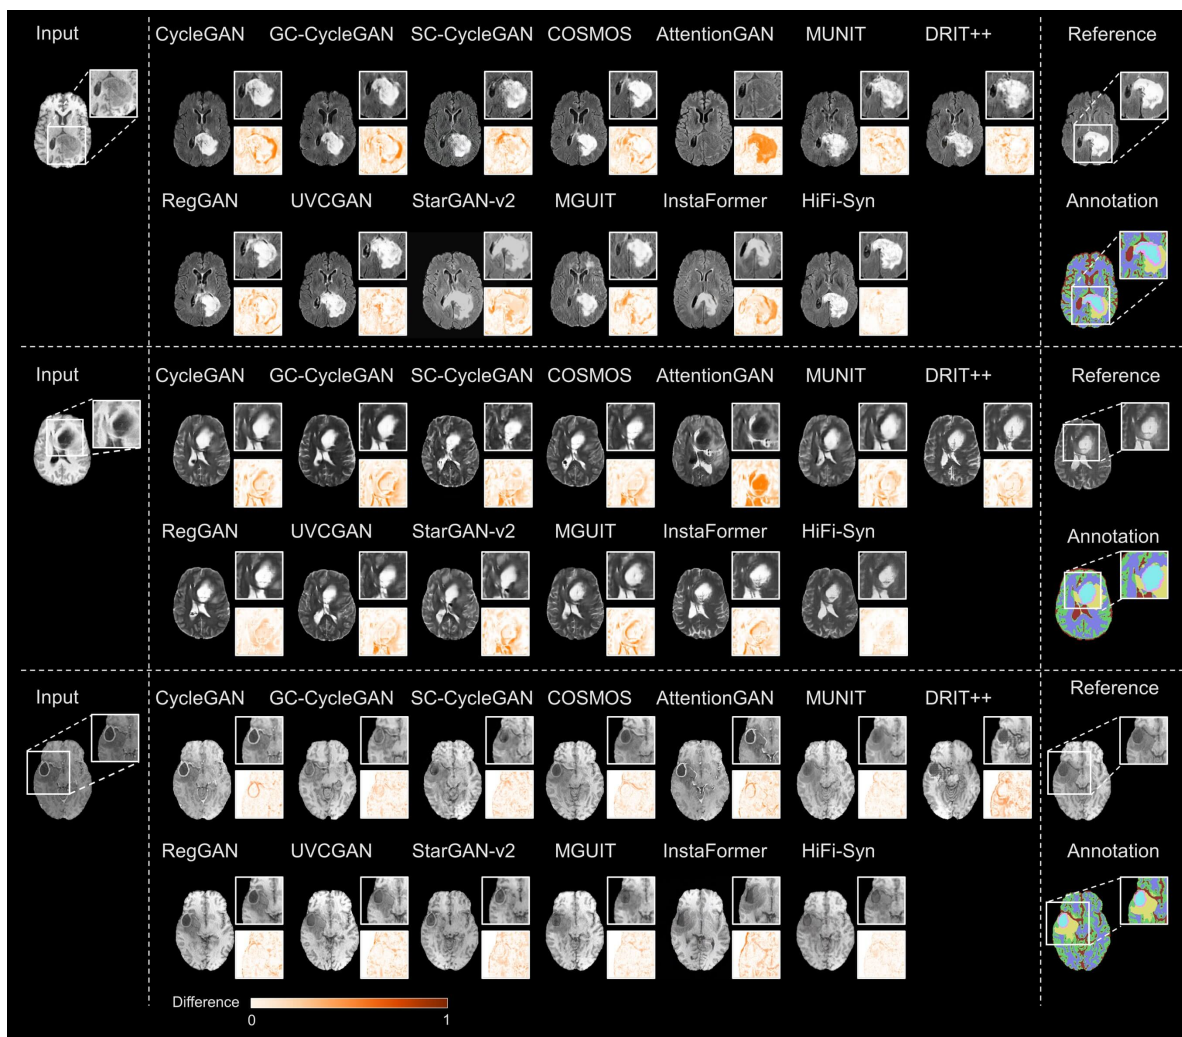 Input CycleGAN GC-CycleGAN SC-CycleGAN COSMOS AttentionGAN MUNIT DRIT++ Reference
RegGAN UVCGAN StarGAN-v2 MGUIT InstaFormer HiFi-Syn Annotation
Input CycleGAN GC-CycleGAN SC-CycleGAN COSMOS AttentionGAN MUNIT DRIT++ Reference
RegGAN UVCGAN StarGAN-v2 MGUIT InstaFormer HiFi-Syn Annotation
Input CycleGAN GC-CycleGAN SC-CycleGAN COSMOS AttentionGAN MUNIT DRIT++ Reference
RegGAN UVCGAN StarGAN-v2 MGUIT InstaFormer HiFi-Syn Annotation
Difference
0 1